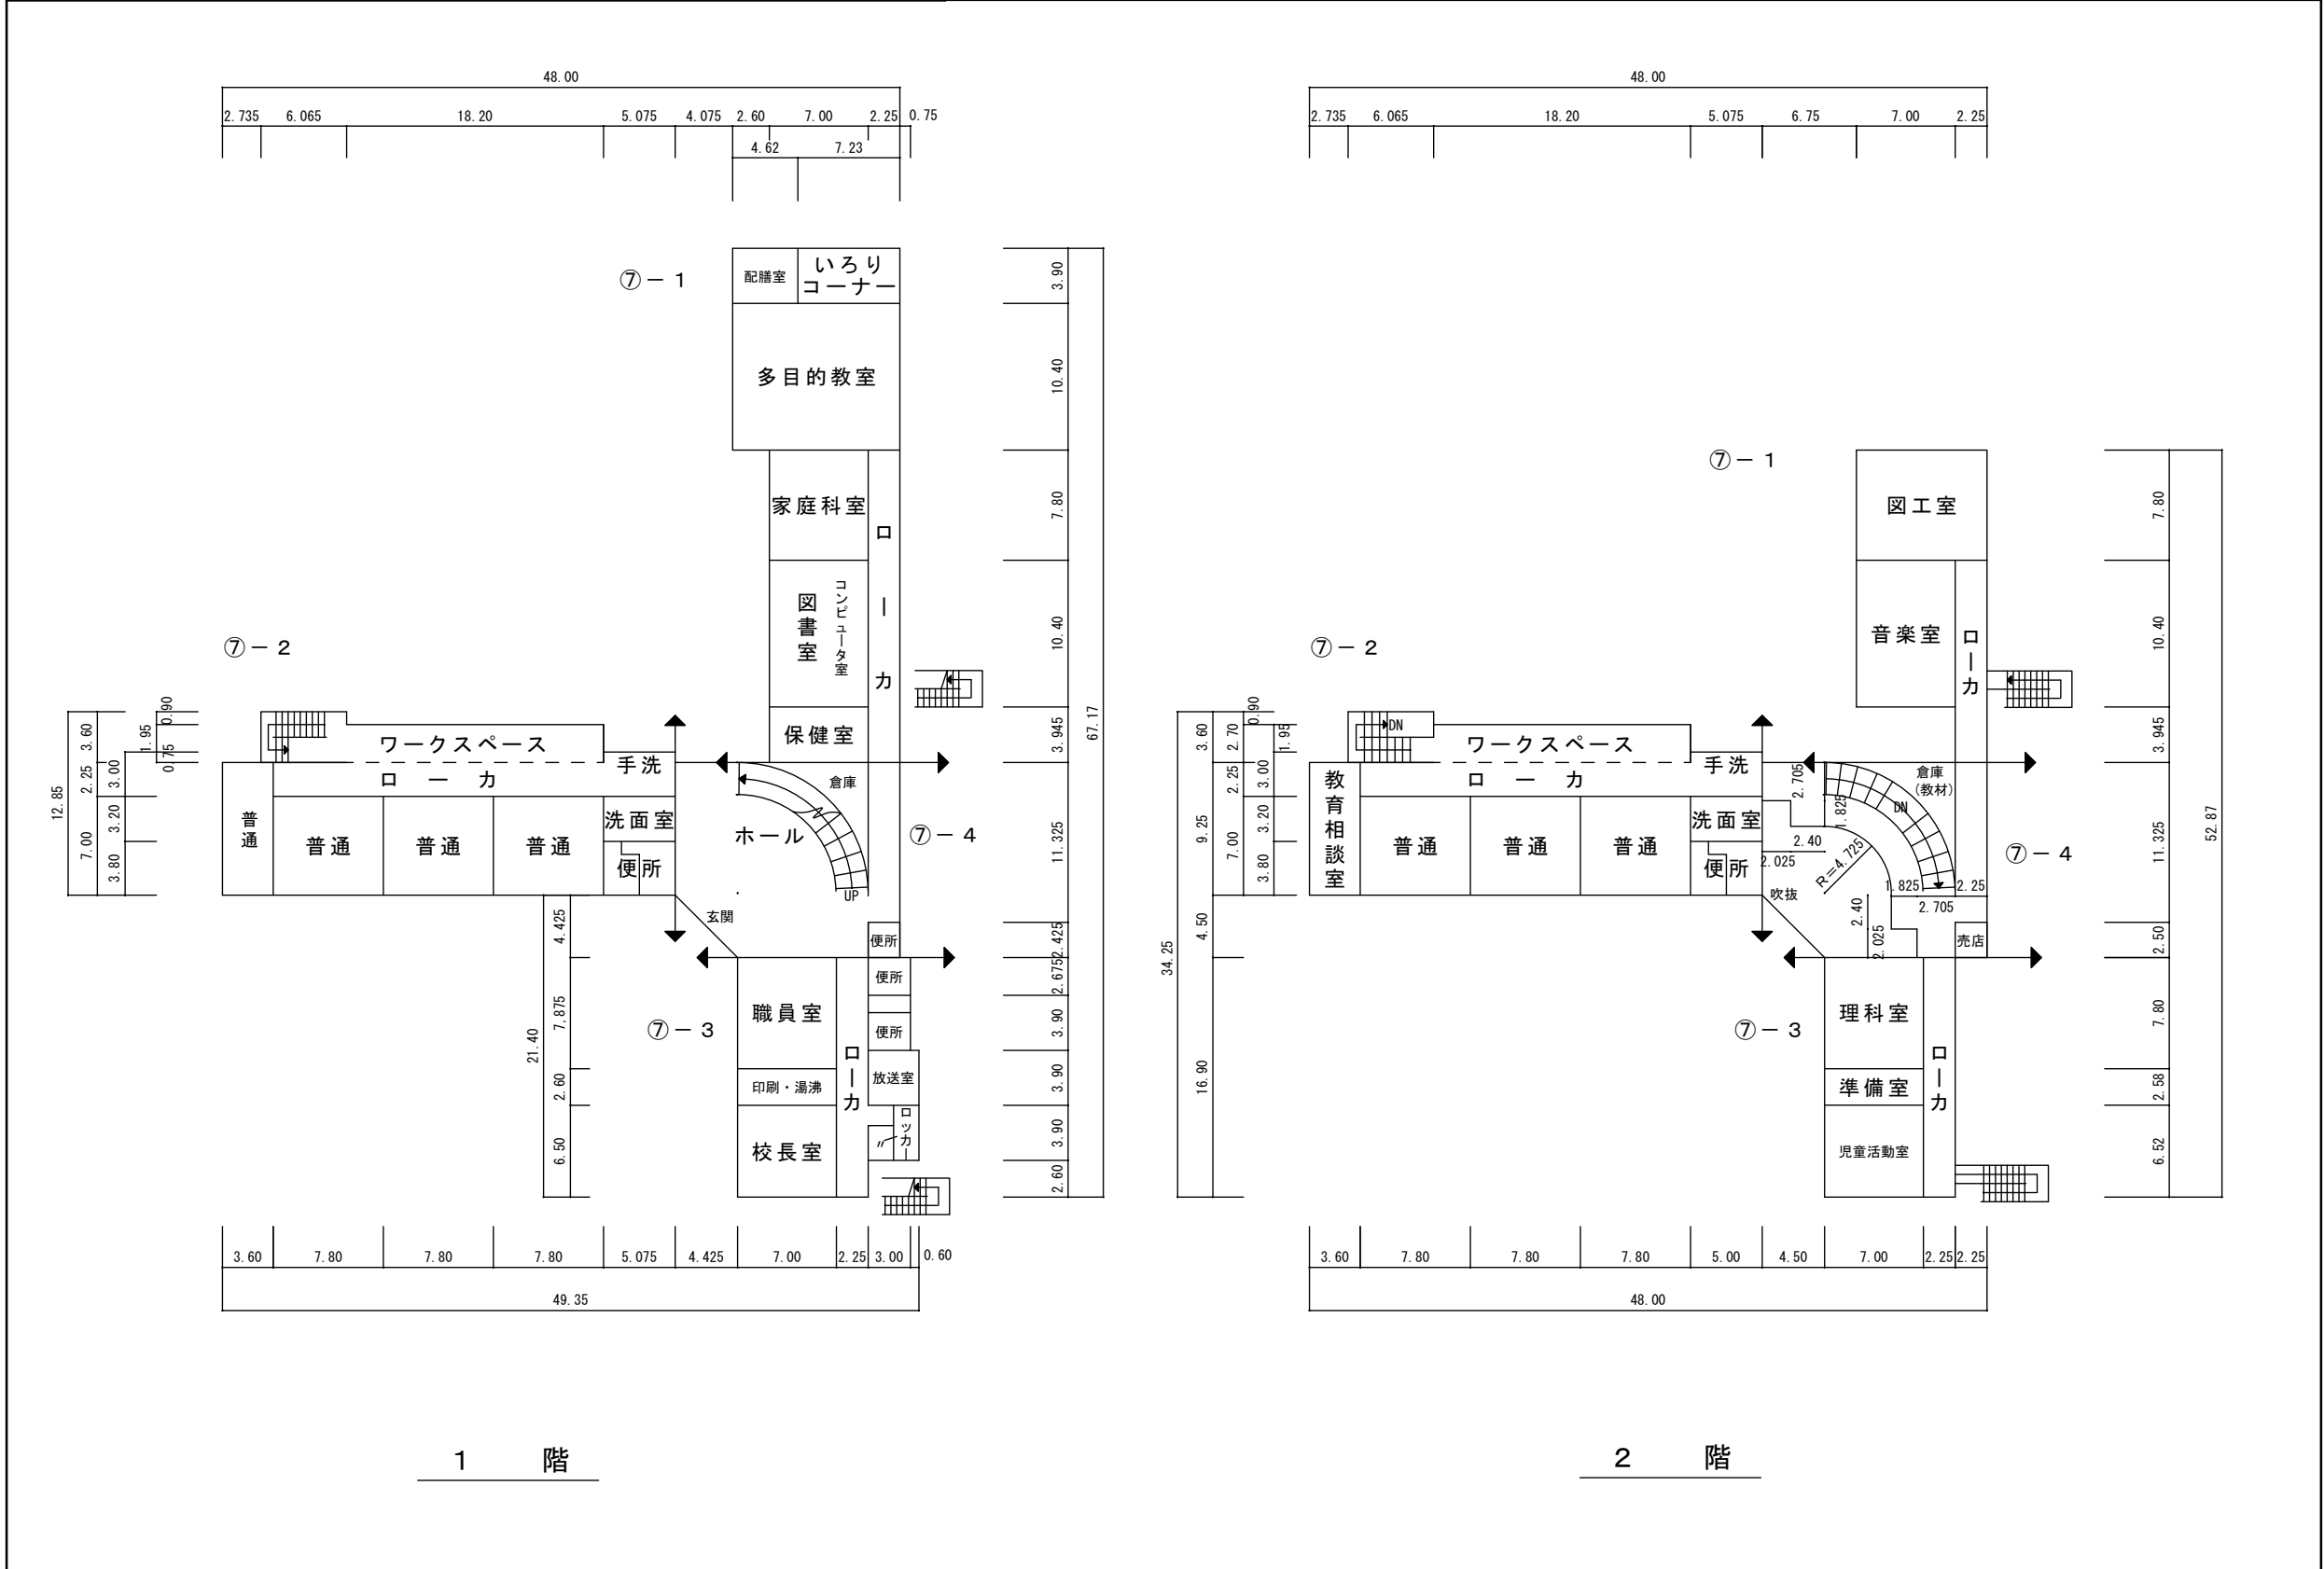 48.00
2.735 6.065 18.20 5.075 4.075 2.60 7.00 2.25 0.75
4.62 7.23
⑦－１
配膳室
いろり
コーナー
多目的教室
家庭科室
ローカ
図書室
コンピュータ室
保健室
⑦－２
ワークスペース
ローカ
手洗
普通
普通
普通
普通
洗面室
便所
ホール
倉庫
UP
⑦－４
玄関
便所
便所
便所
職員室
⑦－３
ローカ
印刷・湯沸
放送室
ロッカー
〃
校長室
12.85
3.60
2.25
7.00
3.00
3.20
3.80
1.95
0.90
0.75
21.40
4.425
7,875
2.60
6.50
3.90
10.40
7.80
10.40
3.945
11.325
2.425
2.675
3.90
3.90
3.90
2.60
67.17
3.60 7.80 7.80 7.80 5.075 4.425 7.00 2.25 3.00 0.60
49.35
１　階
48.00
2.735 6.065 18.20 5.075 6.75 7.00 2.25
⑦－１
図工室
音楽室
ローカ
⑦－２
DN
ワークスペース
ローカ
手洗
教育相談室
普通
普通
普通
洗面室
便所
倉庫
(教材)
DN
2.705
1.825
2.40
2.025
R=4.725
1.825
2.25
2.705
2.40
2.025
吹抜
⑦－４
売店
理科室
⑦－３
ローカ
準備室
児童活動室
34.25
3.60
9.25
4.50
16.90
2.70
2.25
7.00
0.90
3.00
3.20
3.80
1.95
7.80
10.40
3.945
11.325
2.50
7.80
2.58
6.52
52.87
3.60 7.80 7.80 7.80 5.00 4.50 7.00 2.25 2.25
48.00
２　階